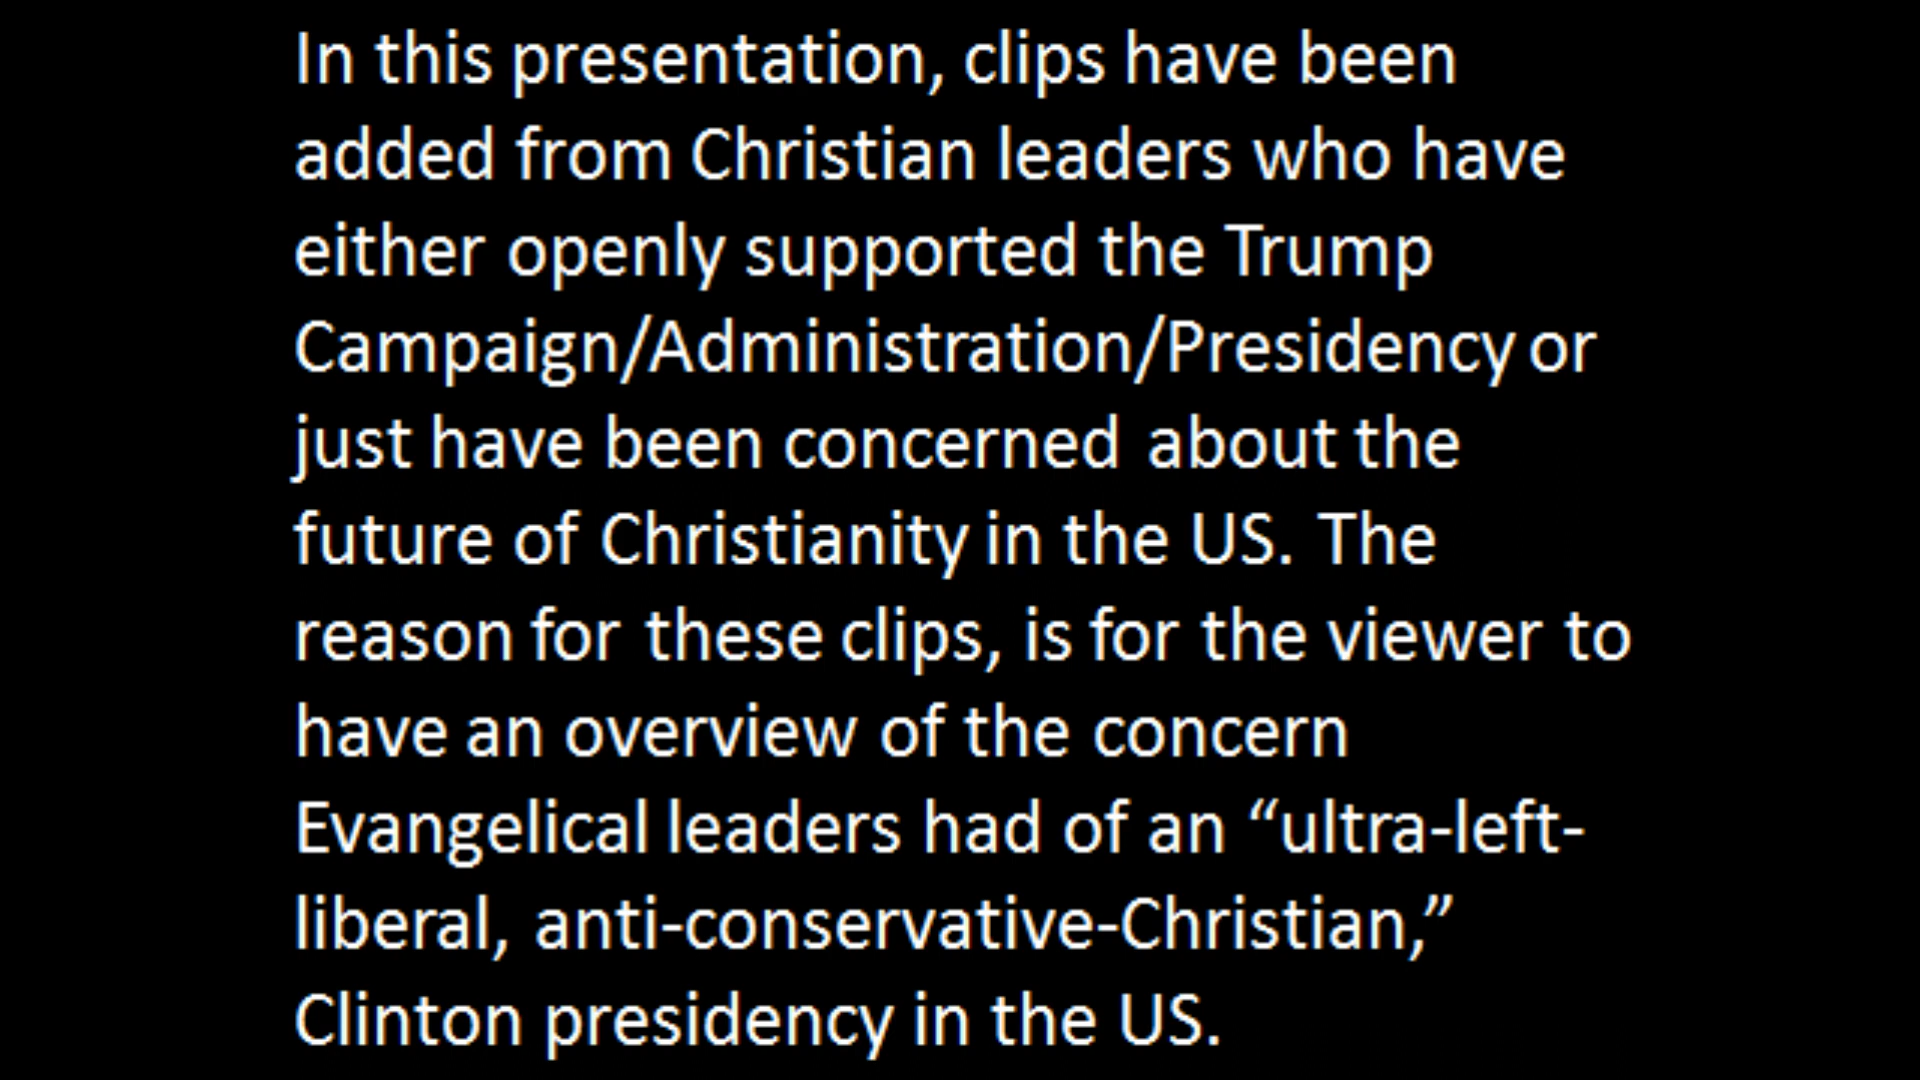 In this presentation, clips have been
added from Christian leaders who have
either openly supported the Trump
Campaign/Administration/Presidency or
just have been concerned about the
future of Christianity in the US. The
reason for these clips, is for the viewer to
have an overview of the concern
Evangelical leaders had of an “ultra-left-
liberal, anti-conservative-Christian,”
Clinton presidency in the US.